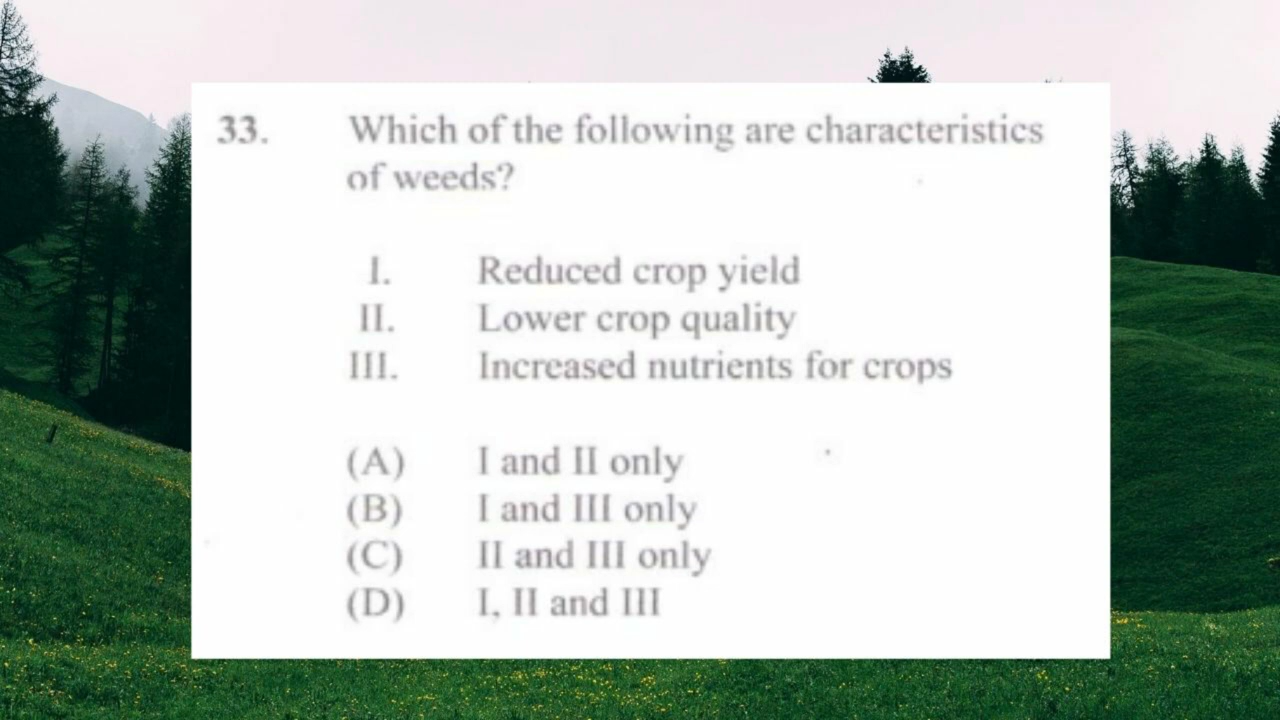 33. Which of the following are characteristics
of weeds?
I. Reduced crop yield
II. Lower crop quality
III. Increased nutrients for crops
(A) I and II only
(B) I and III only
(C) II and III only
(D) I, II and III